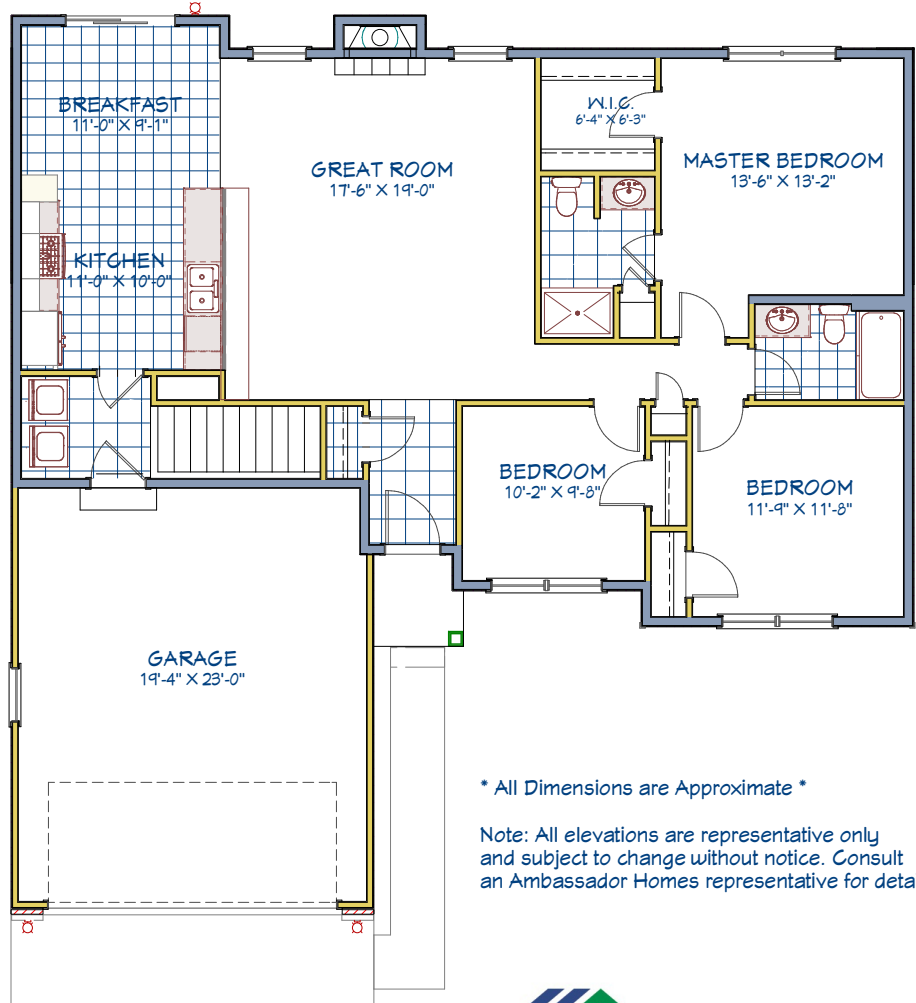 BREAKFAST
11'-0" X 9'-1"
W.I.C.
6'-4" X 6'-3"
GREAT ROOM
17'-6" X 19'-0"
MASTER BEDROOM
13'-6" X 13'-2"
KITCHEN
11'-0" X 10'-0"
BEDROOM
10'-2" X 9'-8"
BEDROOM
11'-9" X 11'-8"
GARAGE
19'-4" X 23'-0"
* All Dimensions are Approximate *
Note: All elevations are representative only
and subject to change without notice. Consult
an Ambassador Homes representative for deta